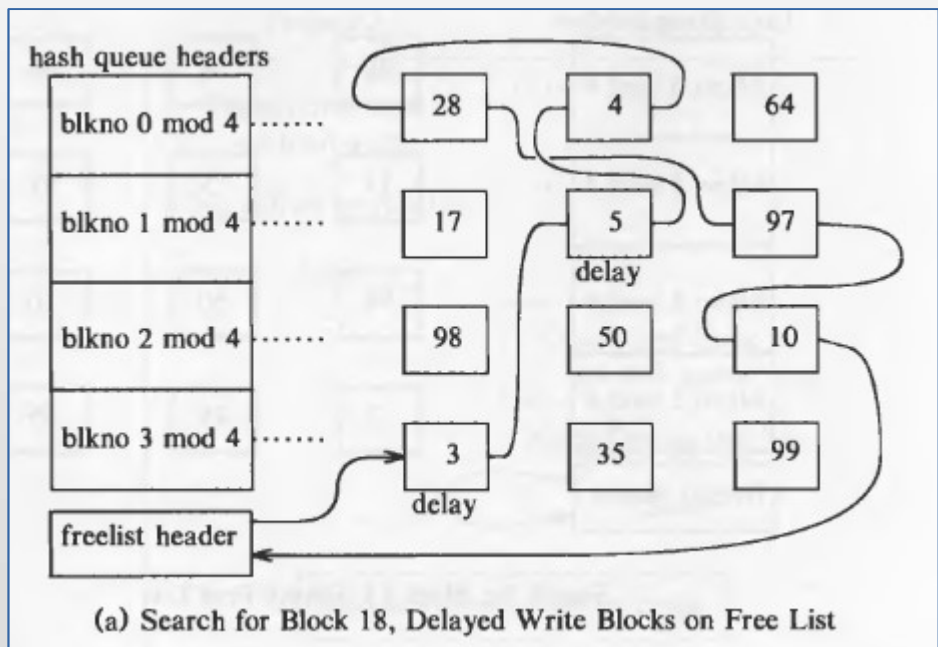 hash queue headers
blkno 0 mod 4 ........ 28 4 64
blkno 1 mod 4 ...... 17 5 97
delay
blkno 2 mod 4 ...... 98 50 10
blkno 3 mod 4 ...... 3 35 99
delay
freelist header
(a) Search for Block 18, Delayed Write Blocks on Free List